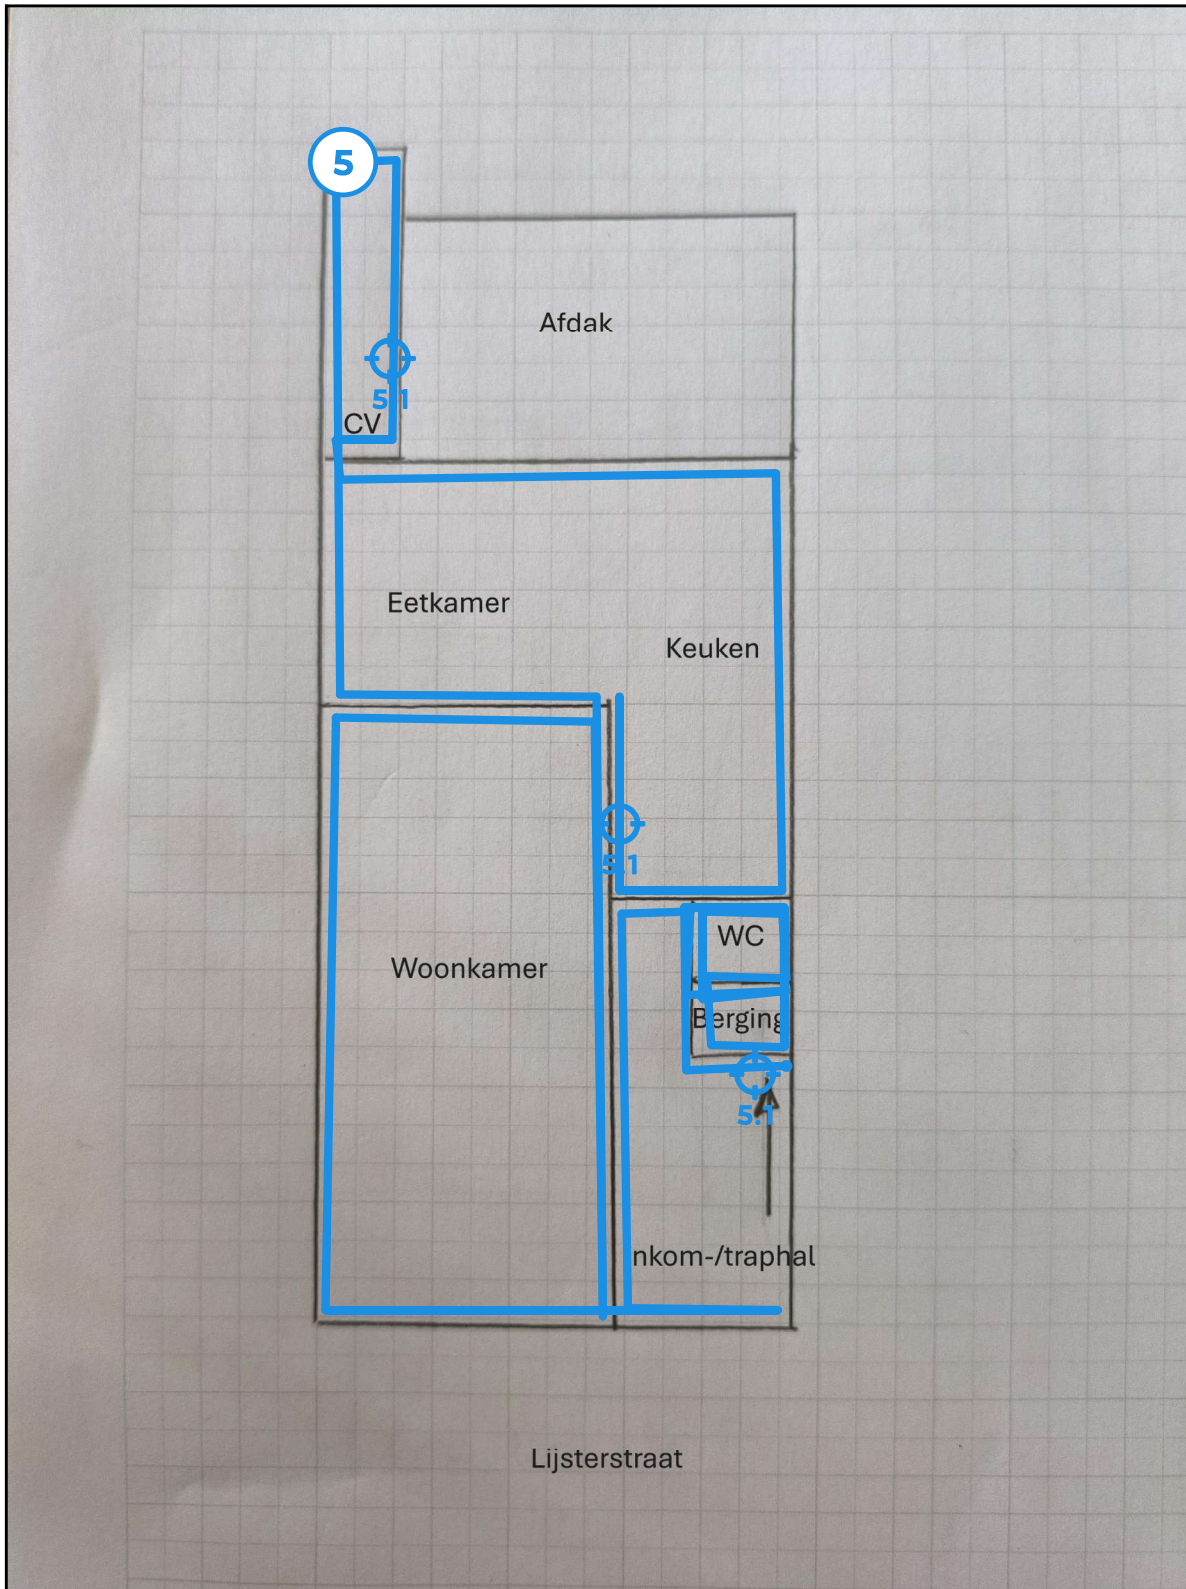 5
Afdak
5.1
CV
Eetkamer
Keuken
5.1
WC
Woonkamer
Berging
5.1
nkom-/traphal
Lijsterstraat